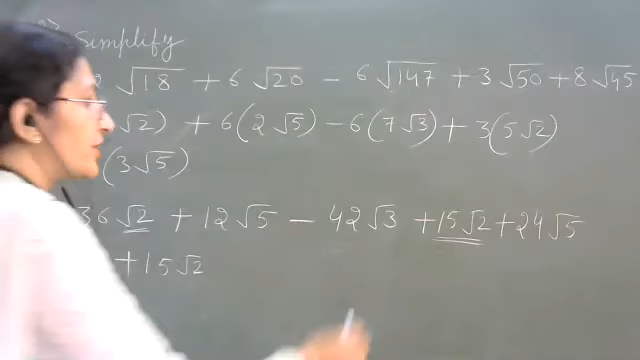 Simplify
√18 + 6 √20 - 6 √147 + 3 √50 + 8 √45
√2) + 6(2 √5) - 6(7 √3) + 3(5 √2)
(3 √5)
36 √2 + 12 √5 - 42 √3 + 15 √2 + 24 √5
+ 15 √2